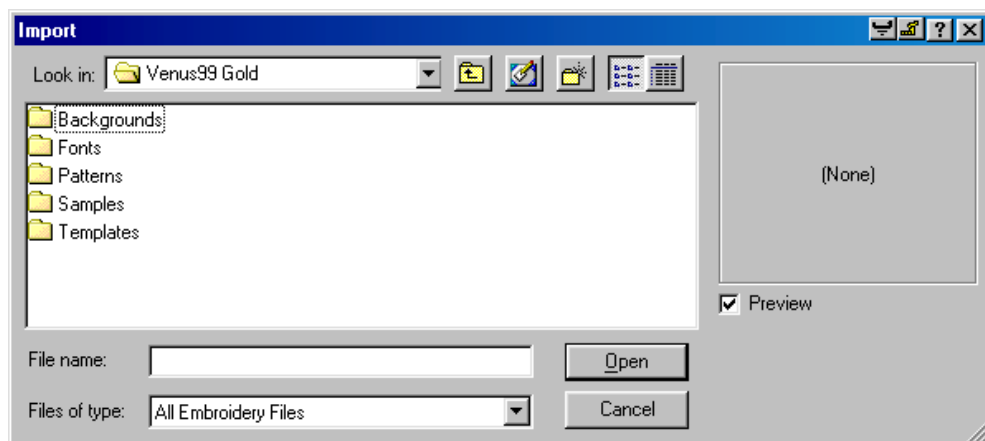 Import
Look in: Venus99 Gold
Backgrounds
Fonts
Patterns
Samples
Templates
(None)
Preview
File name:
Open
Files of type: All Embroidery Files
Cancel